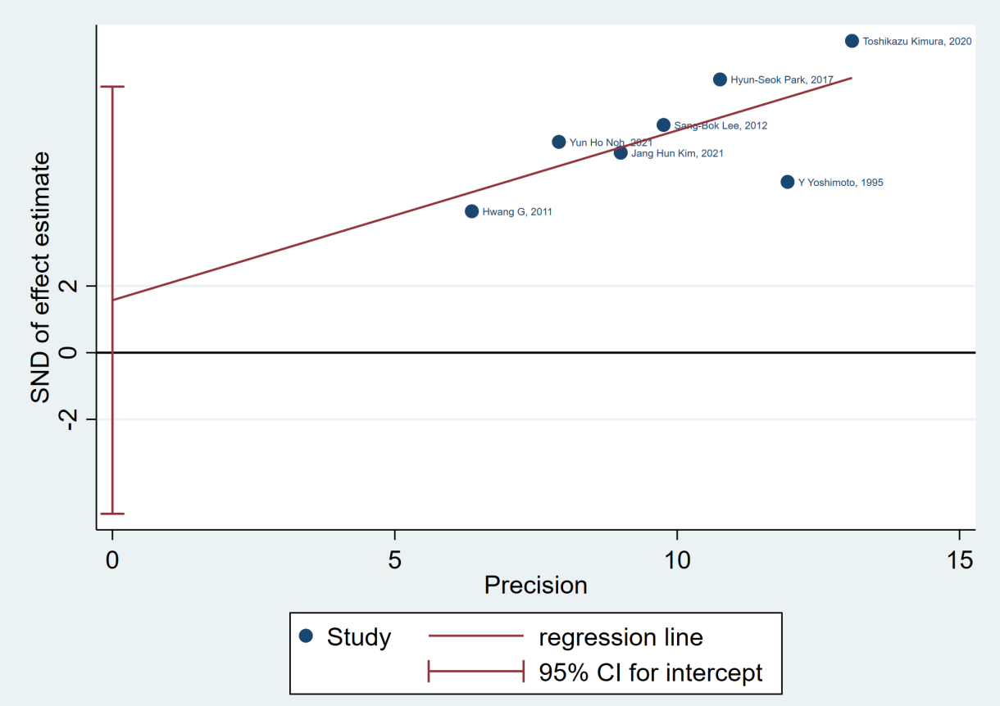 Toshikazu Kimura, 2020
Hyun-Seok Park, 2017
Sang-Bok Lee, 2012
Yun Ho Noh, 2021
Jang Hun Kim, 2021
Y Yoshimoto, 1995
Hwang G, 2011
SND of effect estimate
2
0
-2
0 5 10 15
Precision
Study regression line
95% CI for intercept